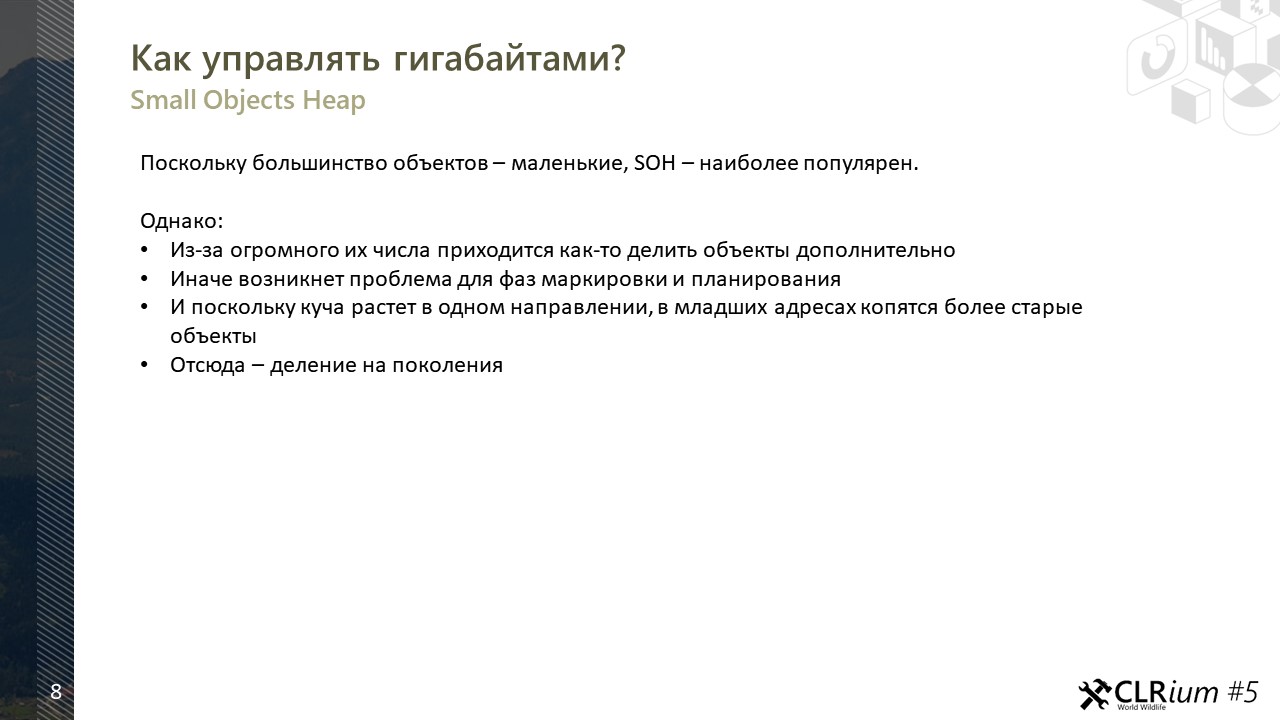 Как управлять гигабайтами?
Small Objects Heap
Поскольку большинство объектов – маленькие, SOH – наиболее популярен.
Однако:
• Из-за огромного их числа приходится как-то делить объекты дополнительно
• Иначе возникнет проблема для фаз маркировки и планирования
• И поскольку куча растет в одном направлении, в младших адресах копятся более старые
объекты
• Отсюда – деление на поколения
8
CLRium #5
World Wildlife